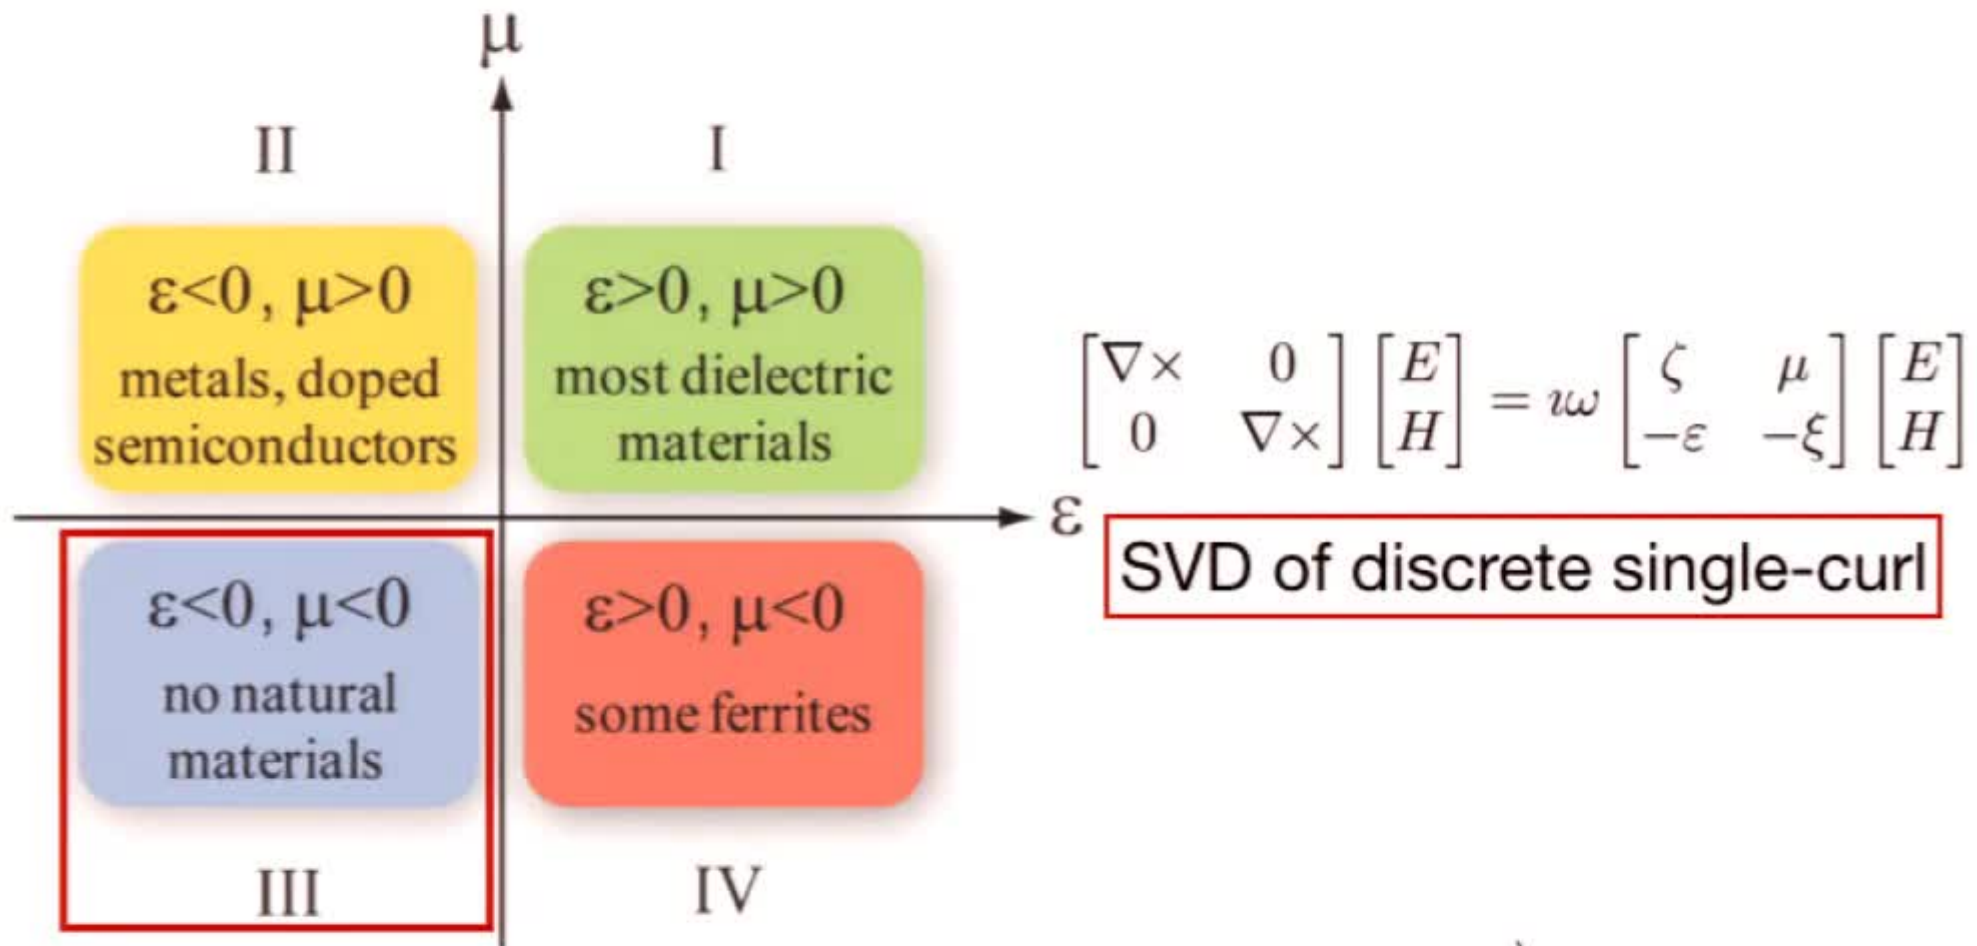 μ
II
I
ε<0, μ>0
metals, doped
semiconductors
ε>0, μ>0
most dielectric
materials
ε
ε<0, μ<0
no natural
materials
ε>0, μ<0
some ferrites
III
IV
[∇× 0] [E] = ıω [ζ μ] [E]
[0 ∇×] [H] [−ε −ξ] [H]
SVD of discrete single-curl